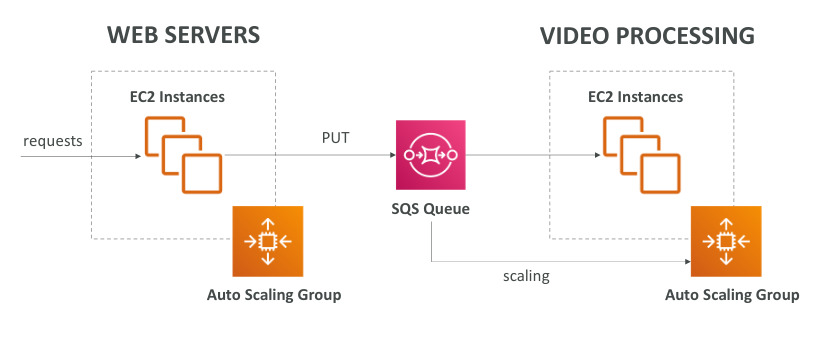 WEB SERVERS
VIDEO PROCESSING
EC2 Instances
EC2 Instances
requests
PUT
SQS Queue
scaling
Auto Scaling Group
Auto Scaling Group